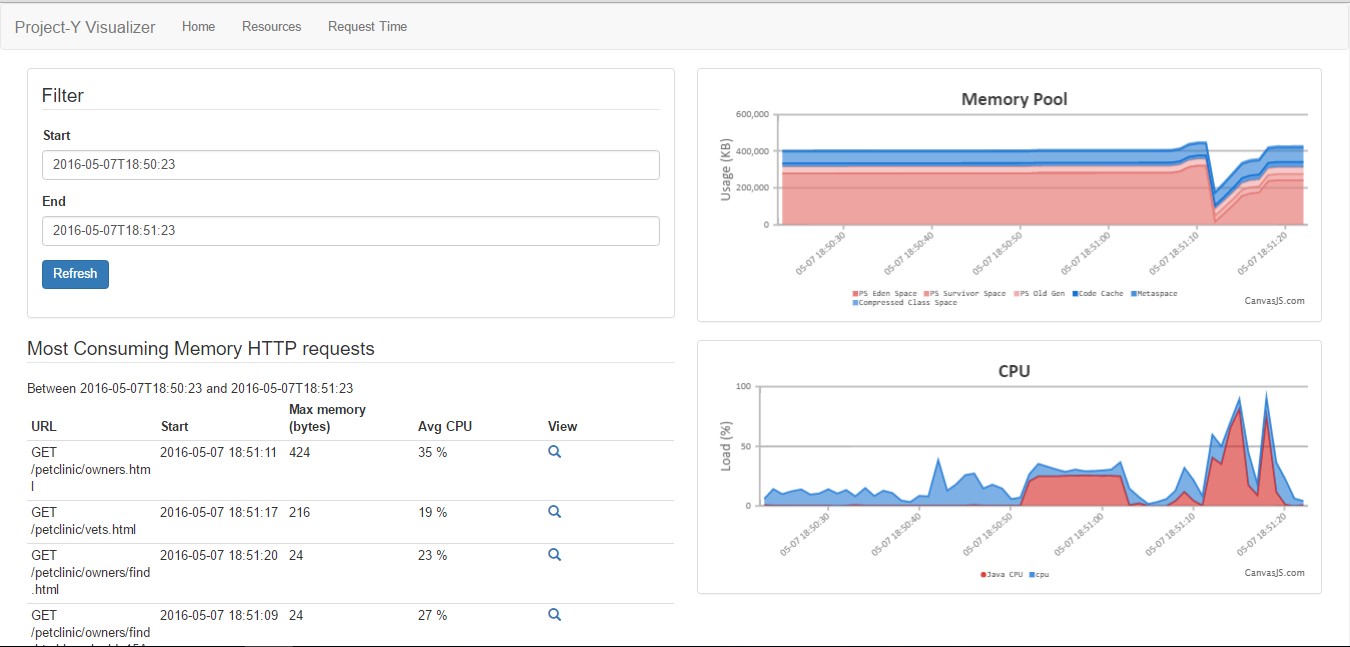 Project-Y Visualizer Home Resources Request Time
Filter
Start
2016-05-07T18:50:23
End
2016-05-07T18:51:23
Refresh
Most Consuming Memory HTTP requests
Between 2016-05-07T18:50:23 and 2016-05-07T18:51:23
URL Start Max memory (bytes) Avg CPU View
GET 2016-05-07 18:51:11 424 35 %
/petclinic/owners.htm
l
GET 2016-05-07 18:51:17 216 19 %
/petclinic/vets.html
GET 2016-05-07 18:51:20 24 23 %
/petclinic/owners/find
.html
GET 2016-05-07 18:51:09 24 27 %
/petclinic/owners/find
Memory Pool
Usage (KB)
600,000
400,000
200,000
0
05-07 18:50:30 05-07 18:50:40 05-07 18:50:50 05-07 18:51:00 05-07 18:51:10 05-07 18:51:20
PS Eden Space PS Survivor Space PS Old Gen Code Cache Metaspace
Compressed Class Space
CanvasJS.com
CPU
Load (%)
100
50
0
05-07 18:50:30 05-07 18:50:40 05-07 18:50:50 05-07 18:51:00 05-07 18:51:10 05-07 18:51:20
Java CPU cpu
CanvasJS.com